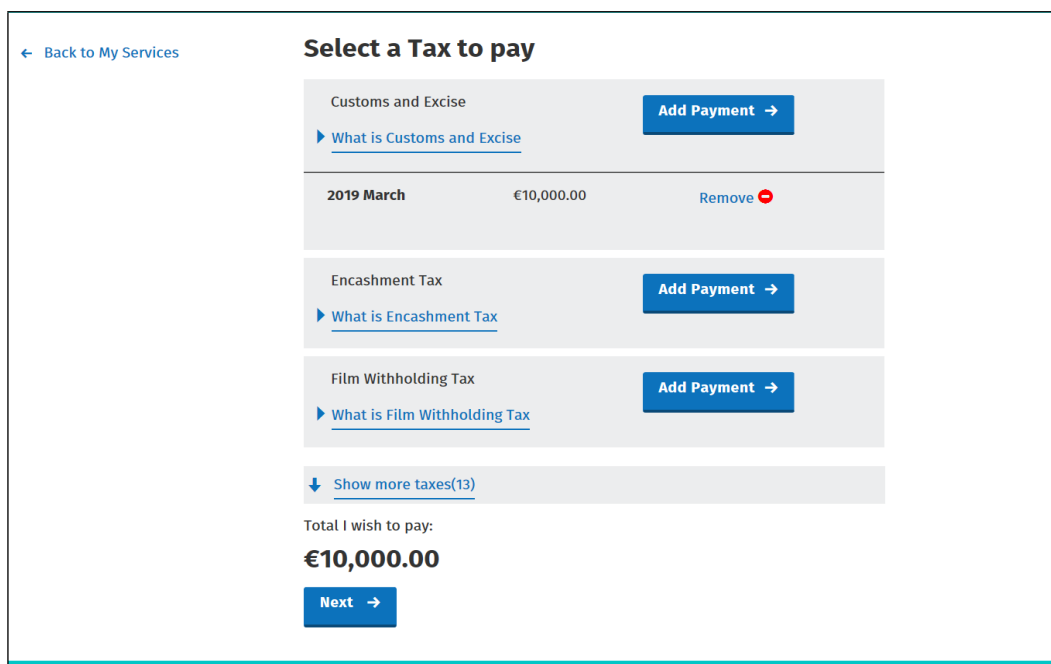 ← Back to My Services
Select a Tax to pay
Customs and Excise
Add Payment →
What is Customs and Excise
2019 March €10,000.00 Remove
Encashment Tax
Add Payment →
What is Encashment Tax
Film Withholding Tax
Add Payment →
What is Film Withholding Tax
Show more taxes(13)
Total I wish to pay:
€10,000.00
Next →